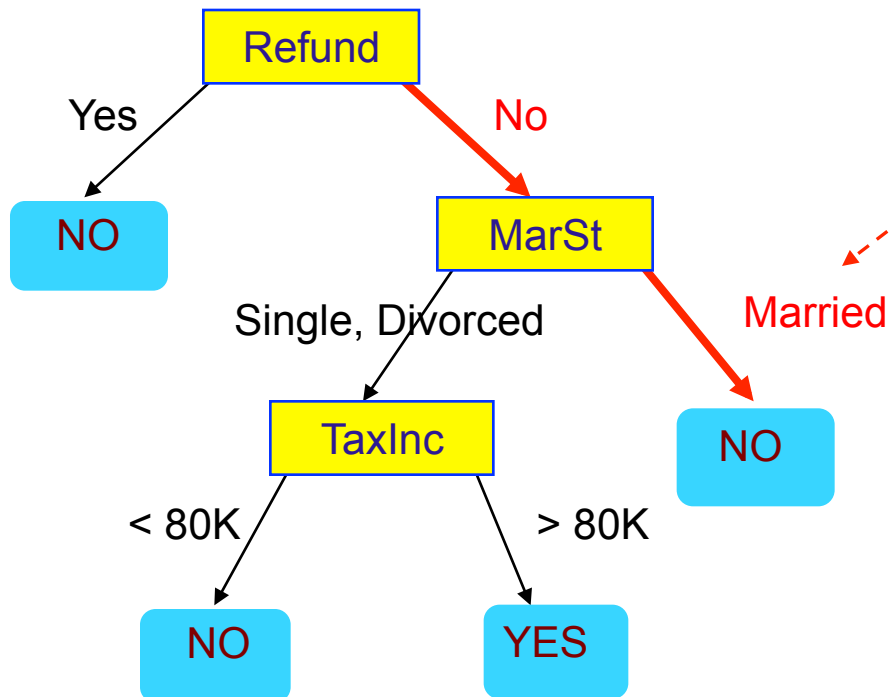 Refund
Yes
No
NO
MarSt
Single, Divorced
Married
TaxInc
NO
< 80K
> 80K
NO
YES